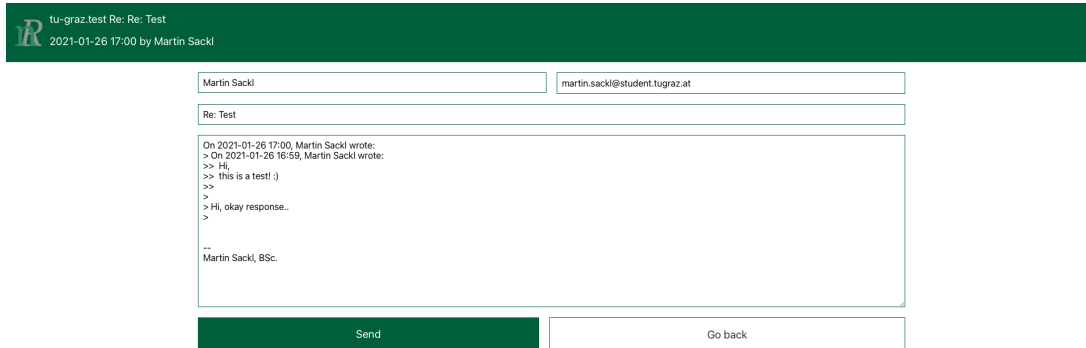 nR
tu-graz.test Re: Re: Test
2021-01-26 17:00 by Martin Sackl
Martin Sackl
martin.sackl@student.tugraz.at
Re: Test
On 2021-01-26 17:00, Martin Sackl wrote:
> On 2021-01-26 16:59, Martin Sackl wrote:
>>  Hi,
>>  this is a test! :)
>>
>
> Hi, okay response..
>
--
Martin Sackl, BSc.
Send
Go back